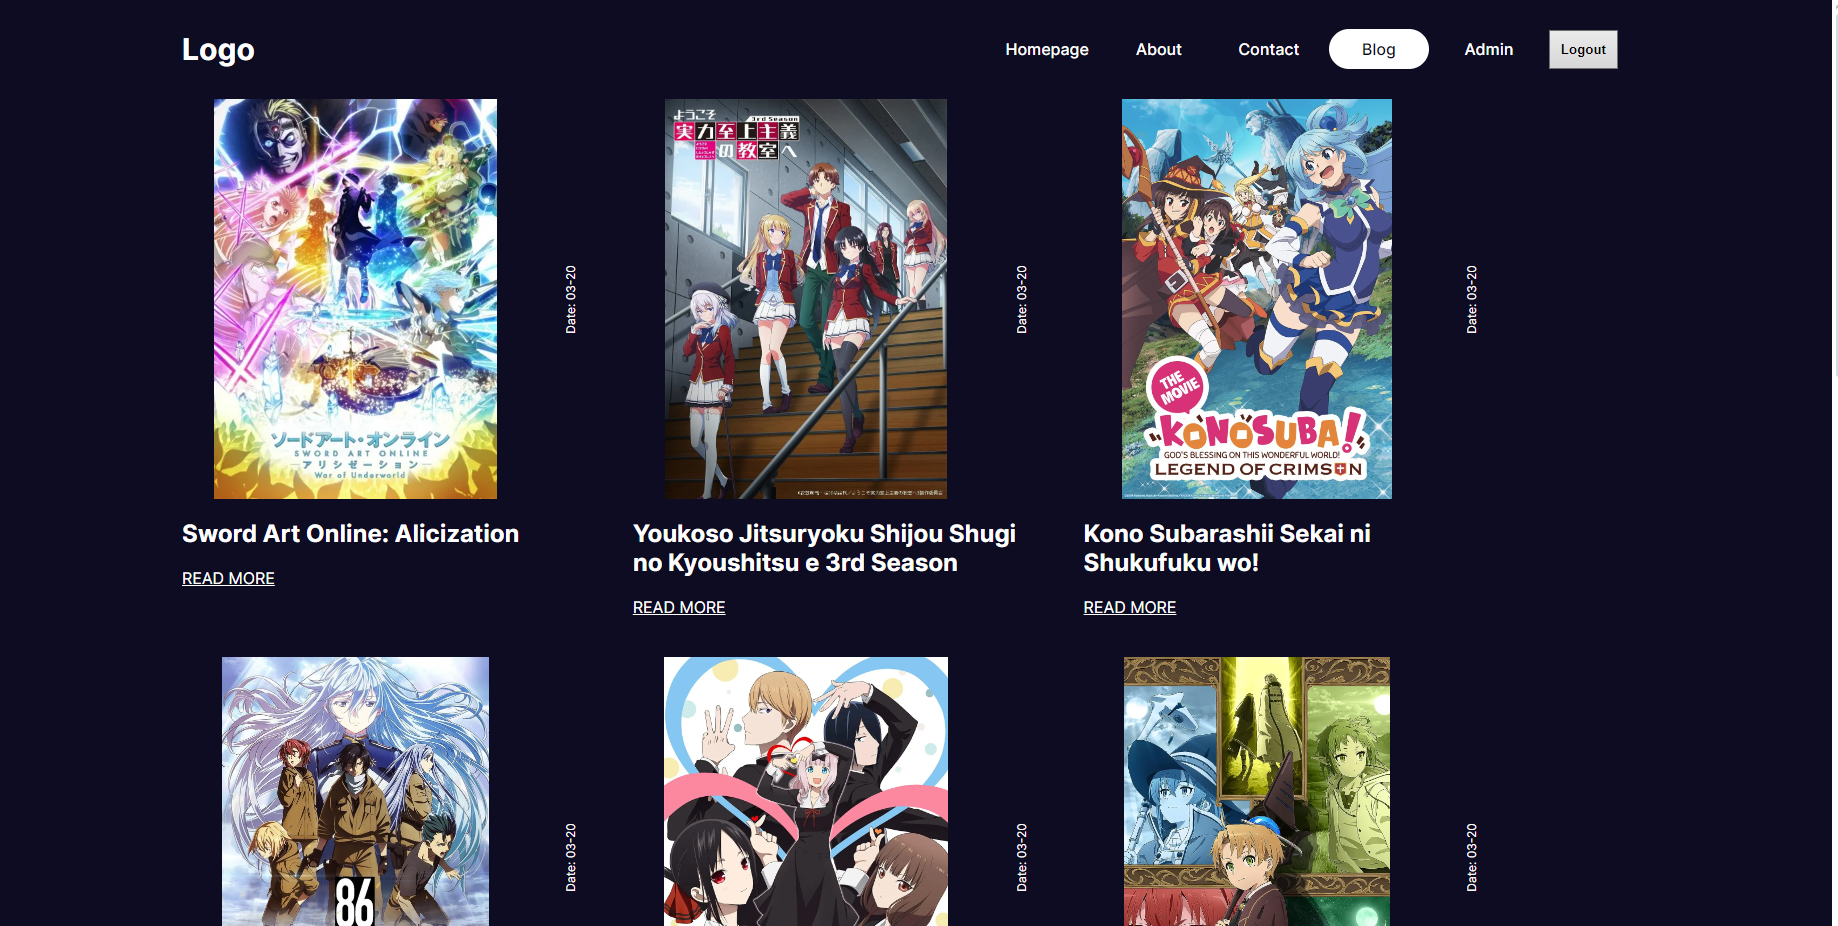 Logo
Homepage
About
Contact
Blog
Admin
Logout
ソードアート・オンライン
SWORD ART ONLINE
アリシゼーション
War of Underworld
Date: 03-20
ようこそ
3rd Season
実力至上主義
の教室へ
Date: 03-20
THE
MOVIE
KONOSUBA!
GOD'S BLESSING ON THIS WONDERFUL WORLD!
LEGEND OF CRIMSON
Date: 03-20
Sword Art Online: Alicization
READ MORE
Youkoso Jitsuryoku Shijou Shugi
no Kyoushitsu e 3rd Season
READ MORE
Kono Subarashii Sekai ni
Shukufuku wo!
READ MORE
86
Date: 03-20
Date: 03-20
Date: 03-20